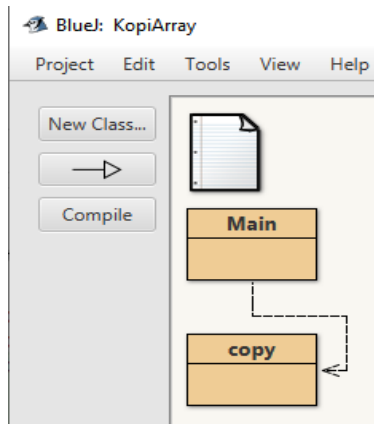 BlueJ: KopiArray
Project Edit Tools View Help
New Class...
Compile
Main
copy